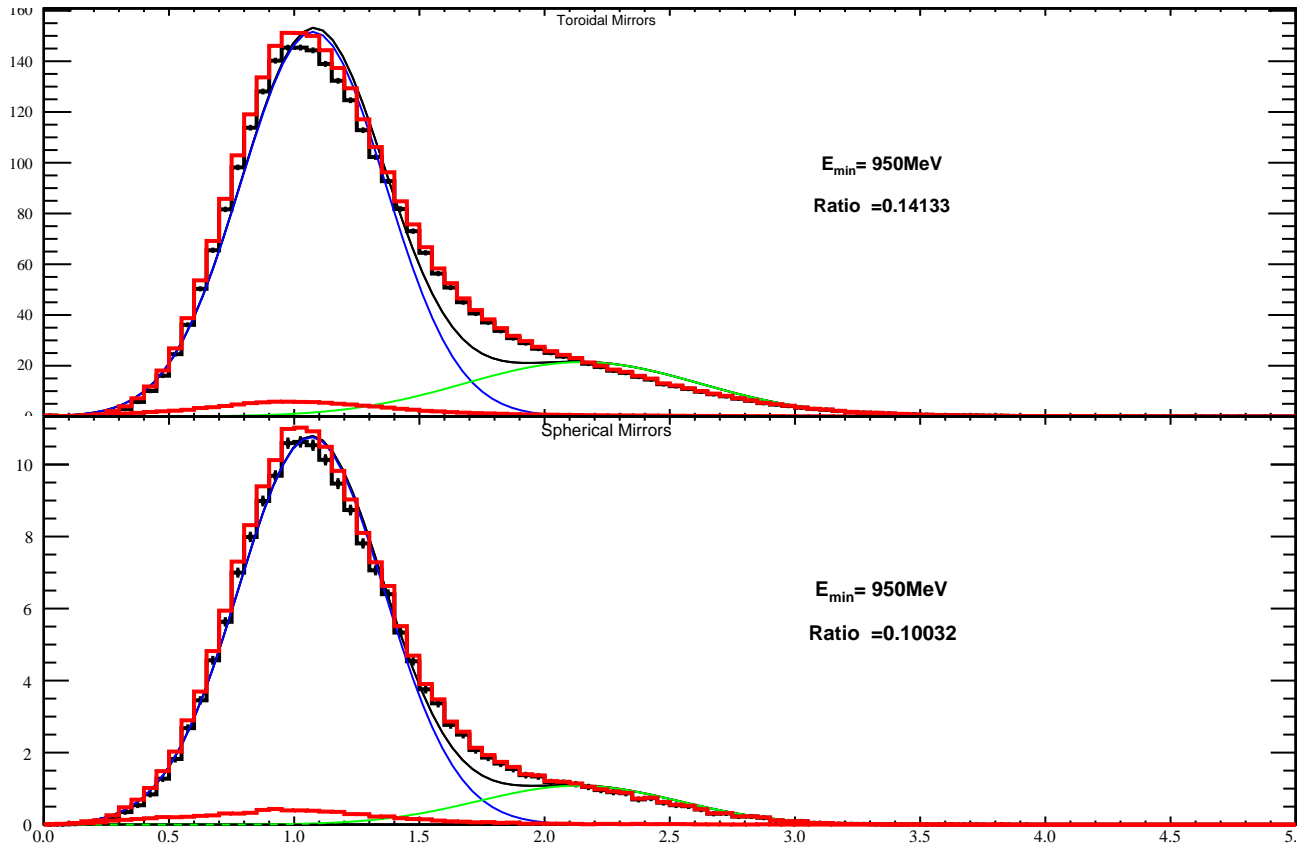 160
Toroidal Mirrors
140
120
100
80
60
40
20
0
E_min= 950MeV
Ratio =0.14133
Spherical Mirrors
10
8
6
4
2
0
E_min= 950MeV
Ratio =0.10032
0.0 0.5 1.0 1.5 2.0 2.5 3.0 3.5 4.0 4.5 5.